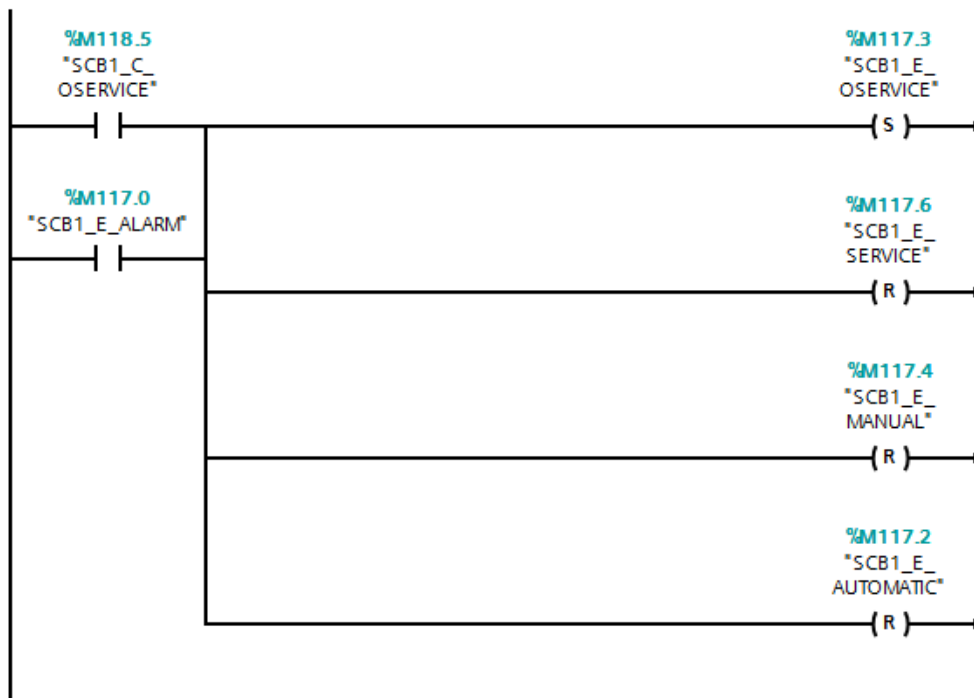 %M118.5
"SCB1_C_
OSERVICE"
%M117.3
"SCB1_E_
OSERVICE"
( S )
%M117.0
"SCB1_E_ALARM"
%M117.6
"SCB1_E_
SERVICE"
( R )
%M117.4
"SCB1_E_
MANUAL"
( R )
%M117.2
"SCB1_E_
AUTOMATIC"
( R )